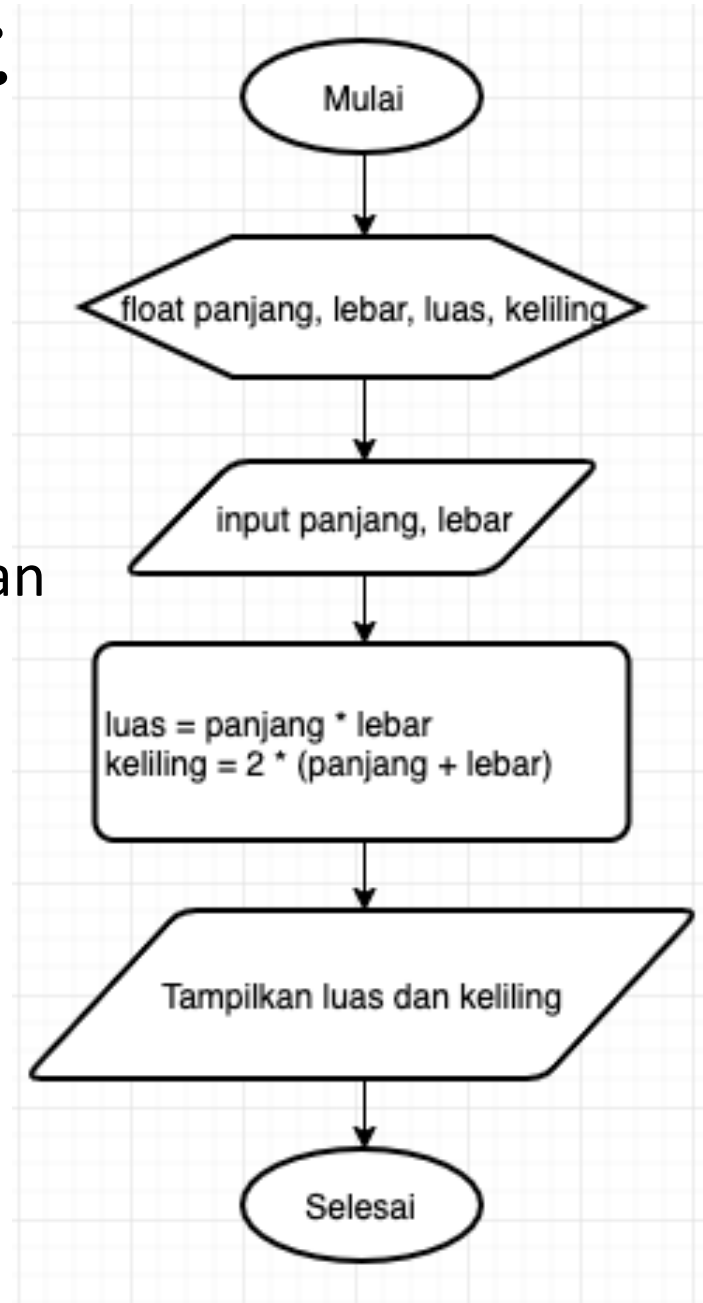 Mulai
float panjang, lebar, luas, keliling
input panjang, lebar
an
luas = panjang * lebar
keliling = 2 * (panjang + lebar)
Tampilkan luas dan keliling
Selesai